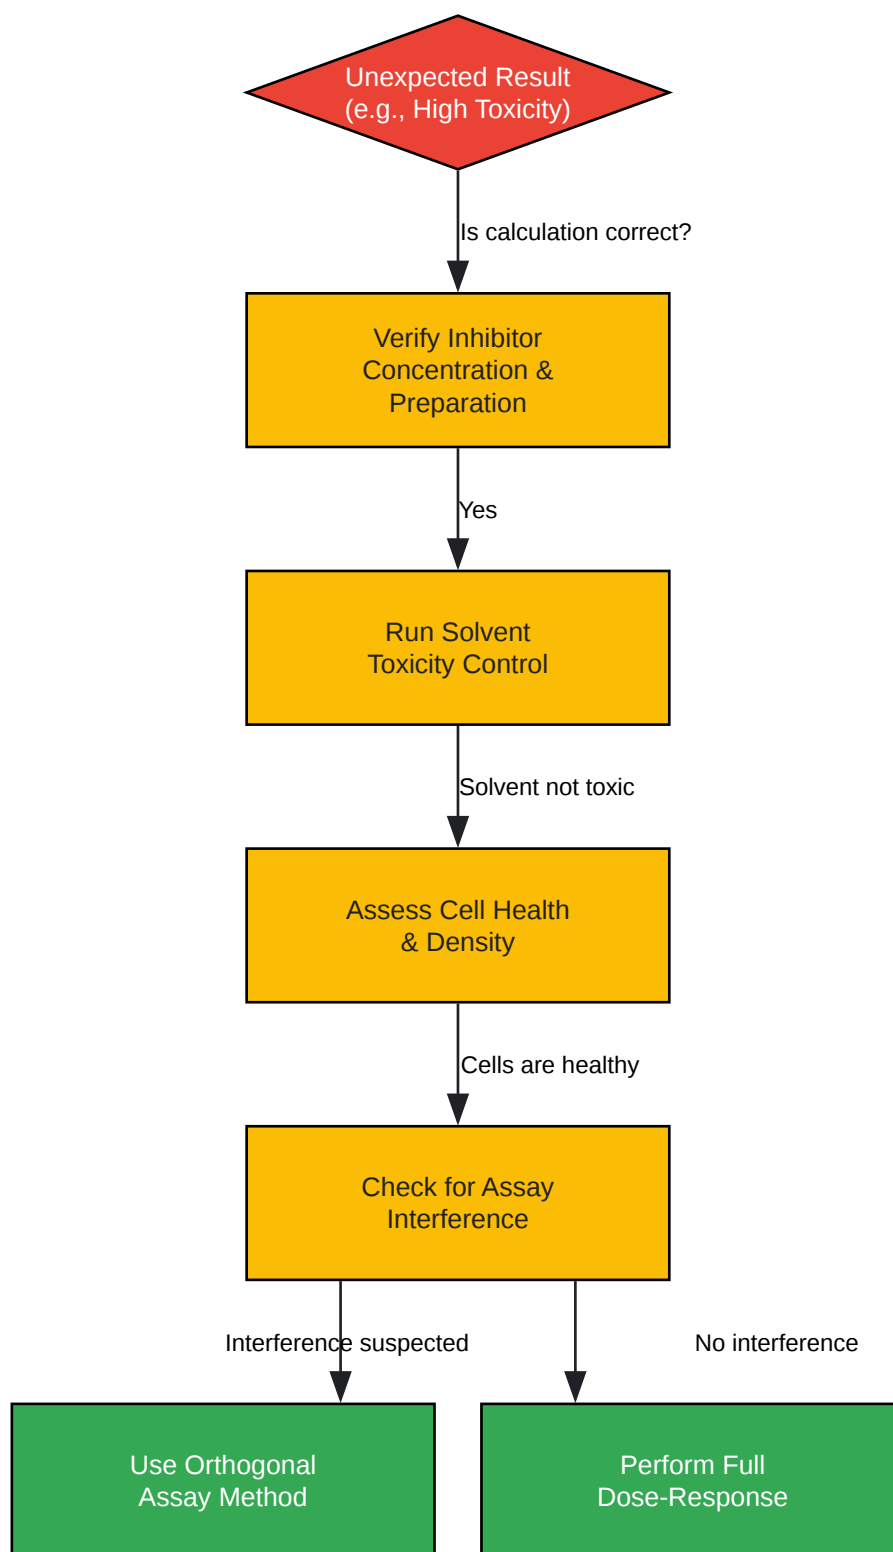 Unexpected Result
(e.g., High Toxicity)
Is calculation correct?
Verify Inhibitor
Concentration &
Preparation
Yes
Run Solvent
Toxicity Control
Solvent not toxic
Assess Cell Health
& Density
Cells are healthy
Check for Assay
Interference
Interference suspected
No interference
Use Orthogonal
Assay Method
Perform Full
Dose-Response